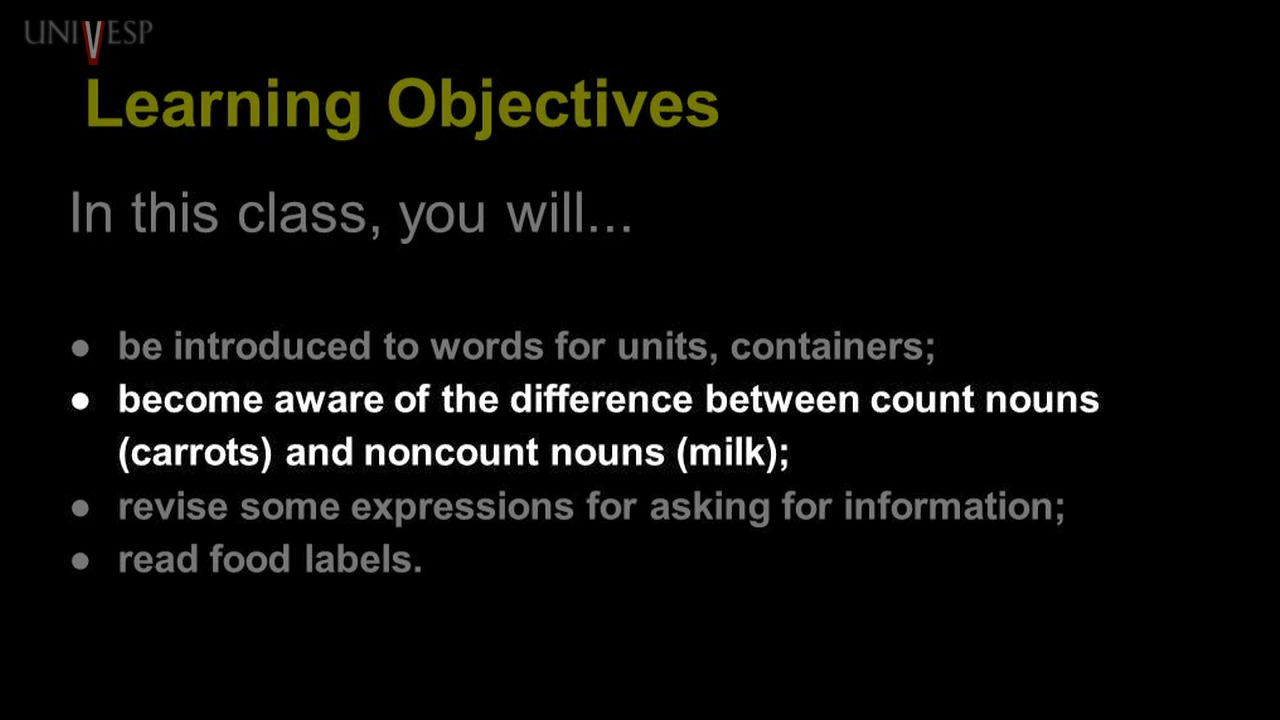 UNIVESP
Learning Objectives
In this class, you will...
● be introduced to words for units, containers;
● become aware of the difference between count nouns
(carrots) and noncount nouns (milk);
● revise some expressions for asking for information;
● read food labels.